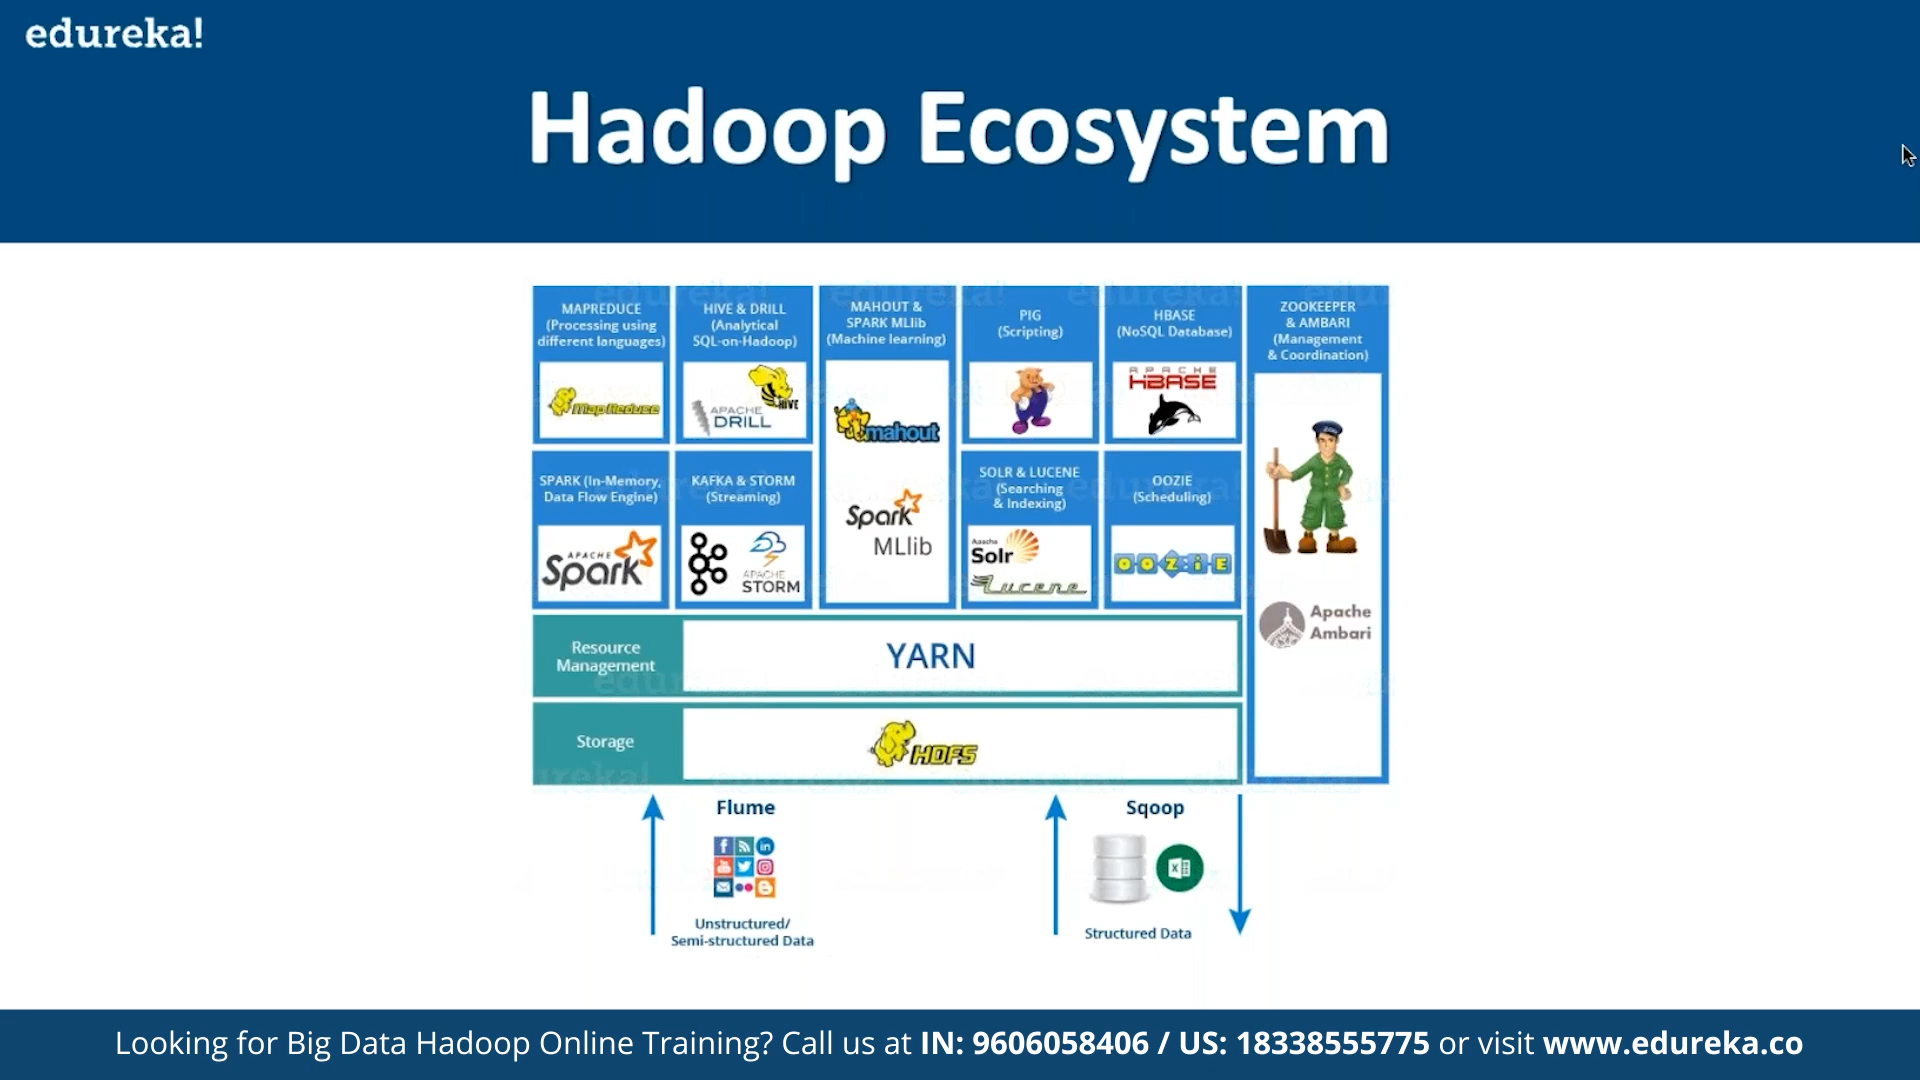 edureka!
Hadoop Ecosystem
MAPREDUCE
(Processing using
different languages)
MapReduce
HIVE & DRILL
(Analytical
SQL-on-Hadoop)
HIVE
APACHE
DRILL
MAHOUT &
SPARK MLlib
(Machine learning)
mahout
Spark
MLlib
PIG
(Scripting)
HBASE
(NoSQL Database)
APACHE
HBASE
ZOOKEEPER
& AMBARI
(Management
& Coordination)
Apache
Ambari
SPARK (In-Memory,
Data Flow Engine)
APACHE
Spark
KAFKA & STORM
(Streaming)
APACHE
STORM
SOLR & LUCENE
(Searching
& Indexing)
Apache
Solr
Lucene
OOZIE
(Scheduling)
OOZiE
Resource
Management
YARN
Storage
HDFS
Flume
Unstructured/
Semi-structured Data
Sqoop
Structured Data
Looking for Big Data Hadoop Online Training? Call us at IN: 9606058406 / US: 18338555775 or visit www.edureka.co